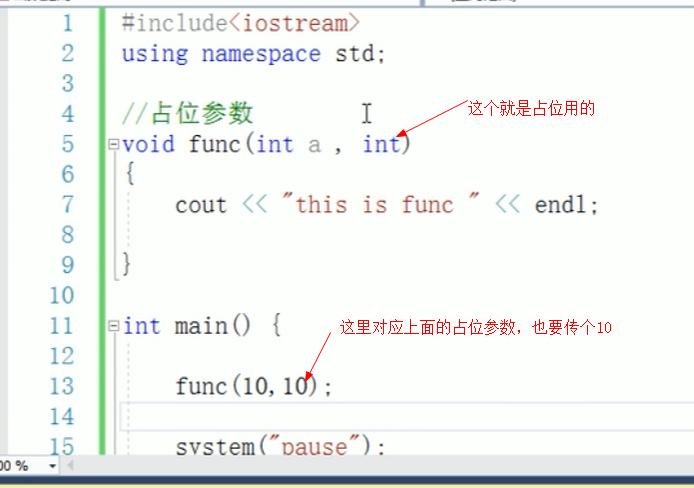 1 #include<iostream>
2 using namespace std;
3
4 //占位参数
这个就是占位用的
5 void func(int a , int)
6 {
7 cout << "this is func " << endl;
8
9 }
10
11 int main() {
这里对应上面的占位参数，也要传个10
12
13 func(10,10);
14
15 system("pause");
00 %